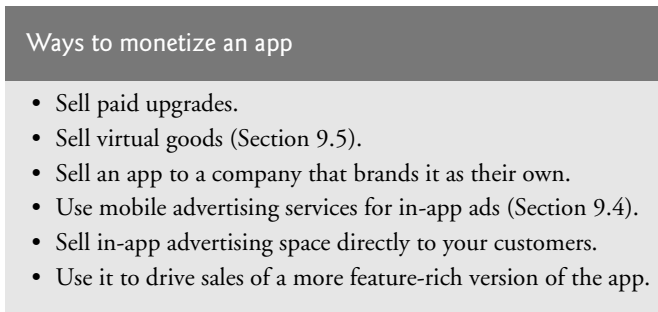 Ways to monetize an app
• Sell paid upgrades.
• Sell virtual goods (Section 9.5).
• Sell an app to a company that brands it as their own.
• Use mobile advertising services for in-app ads (Section 9.4).
• Sell in-app advertising space directly to your customers.
• Use it to drive sales of a more feature-rich version of the app.